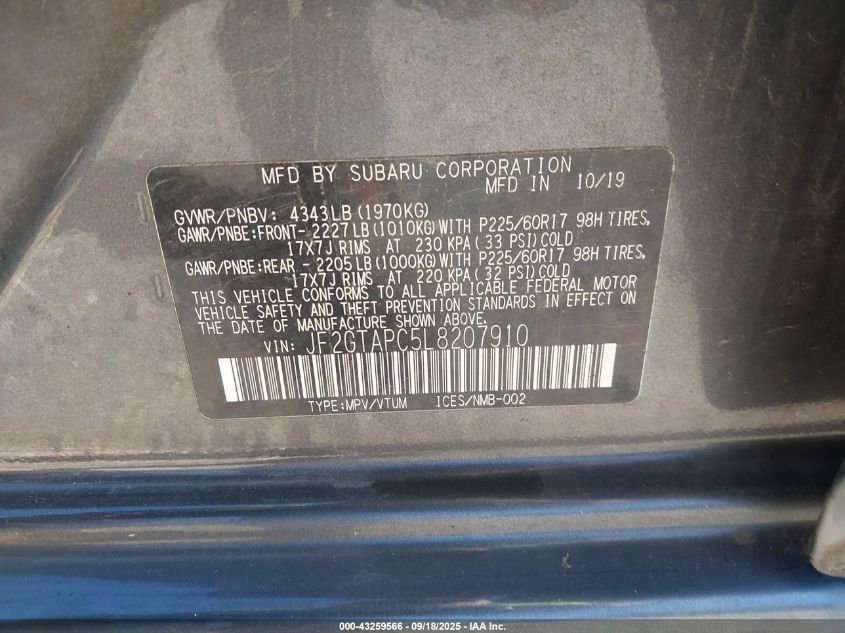 MFD BY SUBARU CORPORATION
MFD IN 10/19
GVWR/PNBV: 4343LB(1970KG)
GAWR/PNBE:FRONT- 2227LB(1010KG)WITH P225/60R17 98H TIRES,
17X7J RIMS AT 230 KPA(33 PSI)COLD
GAWR/PNBE:REAR - 2205LB(1000KG)WITH P225/60R17 98H TIRES,
17X7J RIMS AT 220 KPA(32 PSI)COLD
THIS VEHICLE CONFORMS TO ALL APPLICABLE FEDERAL MOTOR
VEHICLE SAFETY AND THEFT PREVENTION STANDARDS IN EFFECT ON
THE DATE OF MANUFACTURE SHOWN ABOVE.
VIN: JF2GTAPC5L8207910
TYPE:MPV/VTUM ICES/NMB-002
000-43259566 - 09/18/2025 - IAA Inc.